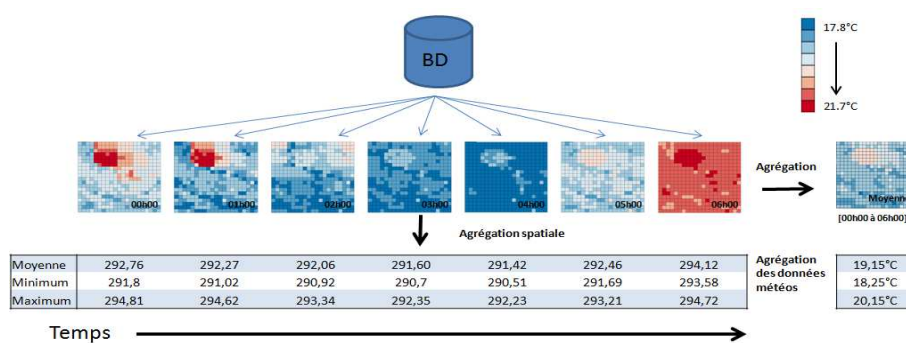 BD
17.8°C
21.7°C
00h00
01h00
02h00
03h00
04h00
05h00
06h00
Agrégation
Moyenne
[00h00 à 06h00]
Agrégation spatiale
Moyenne 292,76 292,27 292,06 291,60 291,42 292,46 294,12
Minimum 291,8 291,02 290,92 290,7 290,51 291,69 293,58
Maximum 294,81 294,62 293,34 292,35 292,23 293,21 294,72
Agrégation
des données
météos
19,15°C
18,25°C
20,15°C
Temps